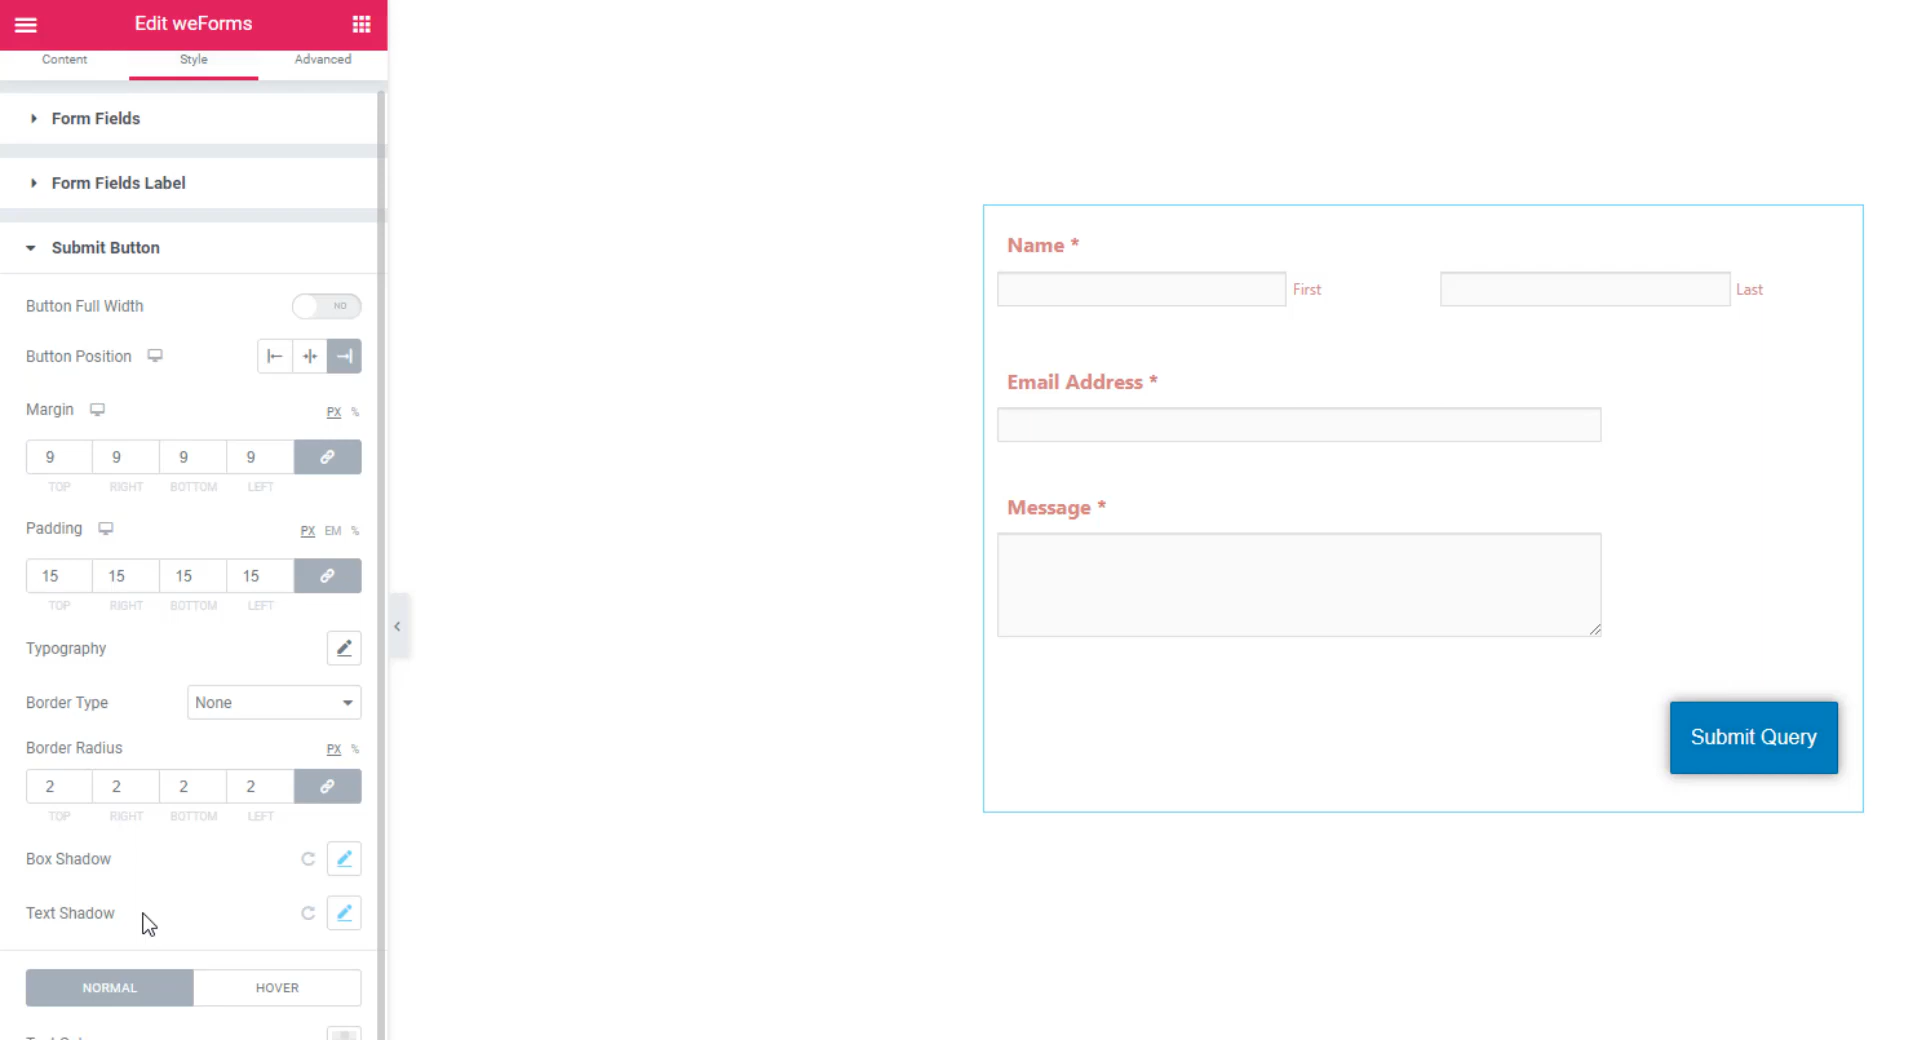 Edit weForms
Content Style Advanced
Form Fields
Form Fields Label
Submit Button
Button Full Width NO
Button Position
Margin PX %
9 9 9 9
TOP RIGHT BOTTOM LEFT
Padding PX EM %
15 15 15 15
TOP RIGHT BOTTOM LEFT
Typography
Border Type None
Border Radius PX %
2 2 2 2
TOP RIGHT BOTTOM LEFT
Box Shadow
Text Shadow
NORMAL HOVER
Name *
First Last
Email Address *
Message *
Submit Query